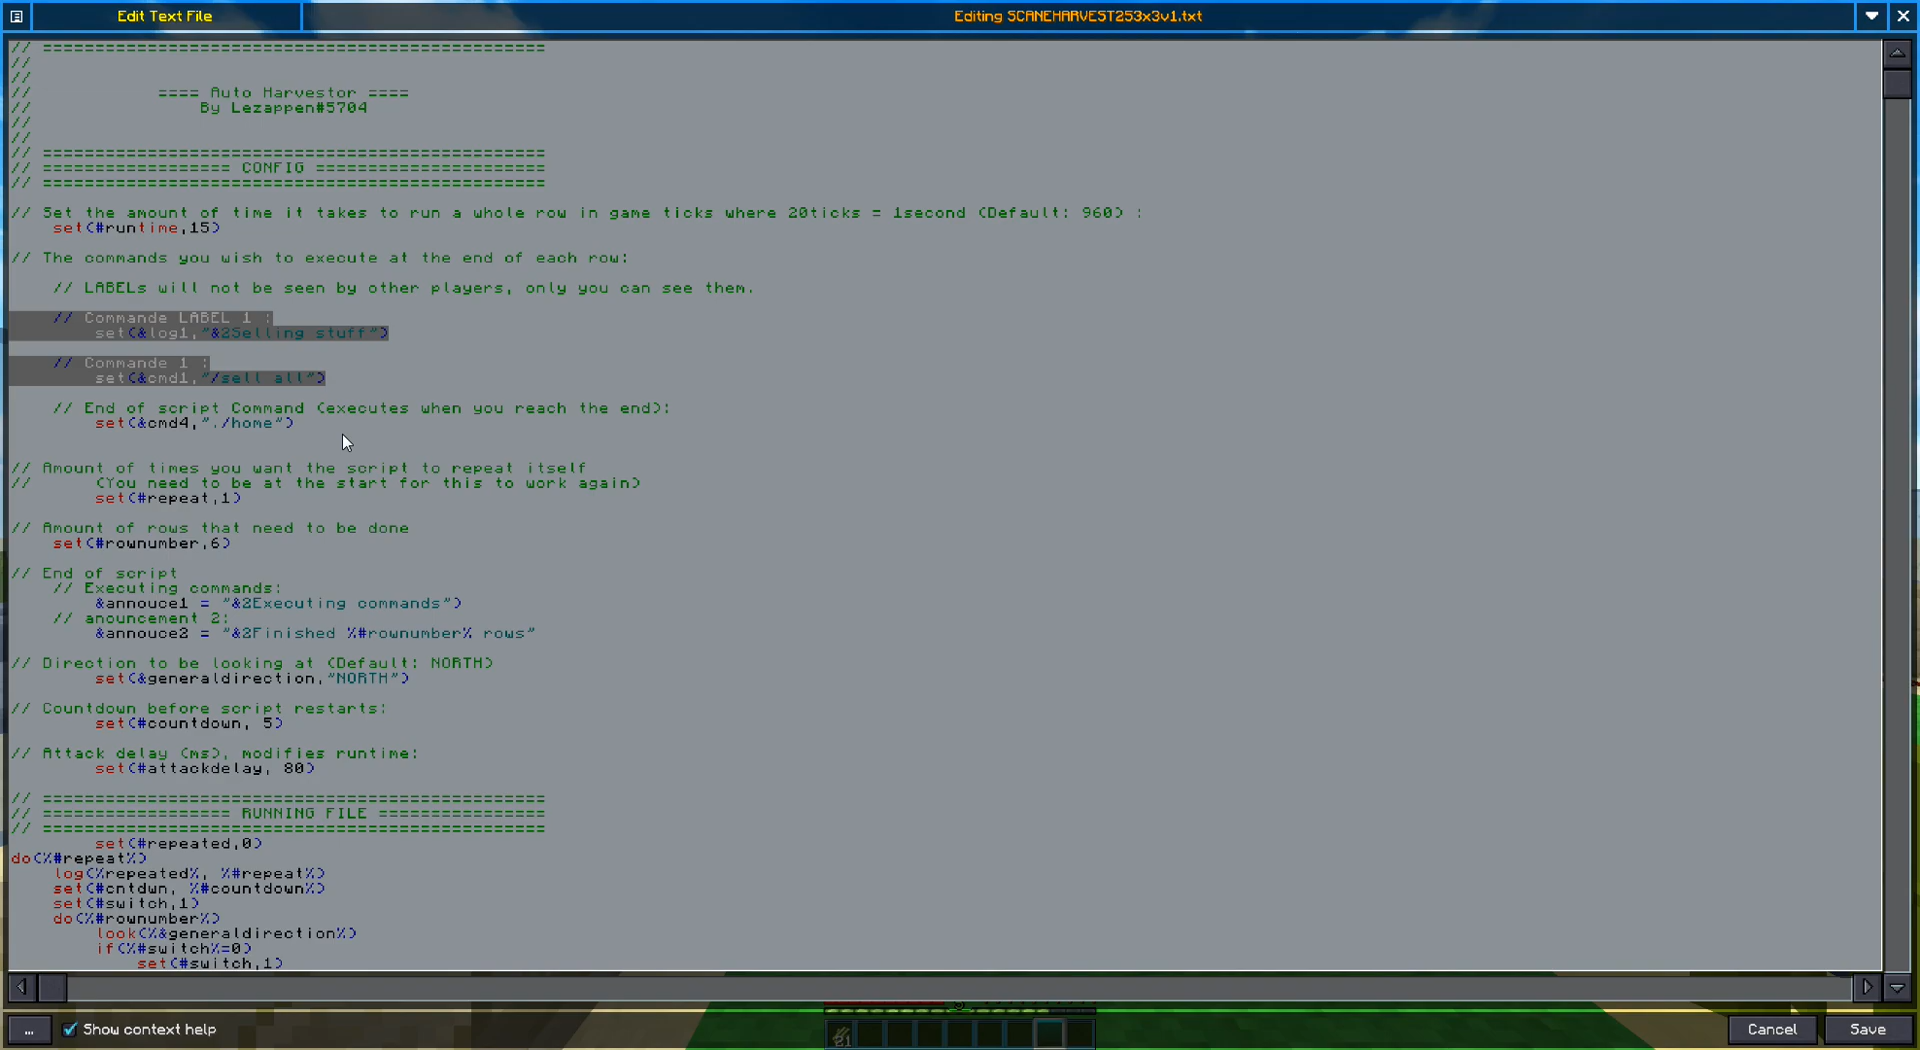 Edit Text File
Editing SCANEHARVEST253x3v1.txt
// ================================================
//
//
//              ==== Auto Harvestor ====
//                  By Lezappen#5704
//
//
// ================================================
// ================== CONFIG ======================
// ================================================
// Set the amount of time it takes to run a whole row in game ticks where 20ticks = 1second (Default: 960) :
    set(#runtime,15)
// The commands you wish to execute at the end of each row:
    // LABELs will not be seen by other players, only you can see them.
    // Commande LABEL 1 :
        set(&log1,"&2Selling stuff")
    // Commande 1 :
        set(&cmd1,"/sell all")
    // End of script Command (executes when you reach the end):
        set(&cmd4,"./home")
// Amount of times you want the script to repeat itself
//      (You need to be at the start for this to work again)
        set(#repeat,1)
// Amount of rows that need to be done
    set(#rownumber,6)
// End of script
    // Executing commands:
        &annouce1 = "&2Executing commands")
    // anouncement 2:
        &annouce2 = "&2Finished %#rownumber% rows"
// Direction to be looking at (Default: NORTH)
        set(&generaldirection,"NORTH")
// Countdown before script restarts:
        set(#countdown, 5)
// Attack delay (ms), modifies runtime:
        set(#attackdelay, 80)
// ================================================
// ================== RUNNING FILE ================
// ================================================
        set(#repeated,0)
do(%#repeat%)
    log(%repeated%, %#repeat%)
    set(#cntdwn, %#countdown%)
    set(#switch,1)
    do(%#rownumber%)
        look(%&generaldirection%)
        if(%#switch%=0)
            set(#switch,1)
...
Show context help
21
Cancel
Save